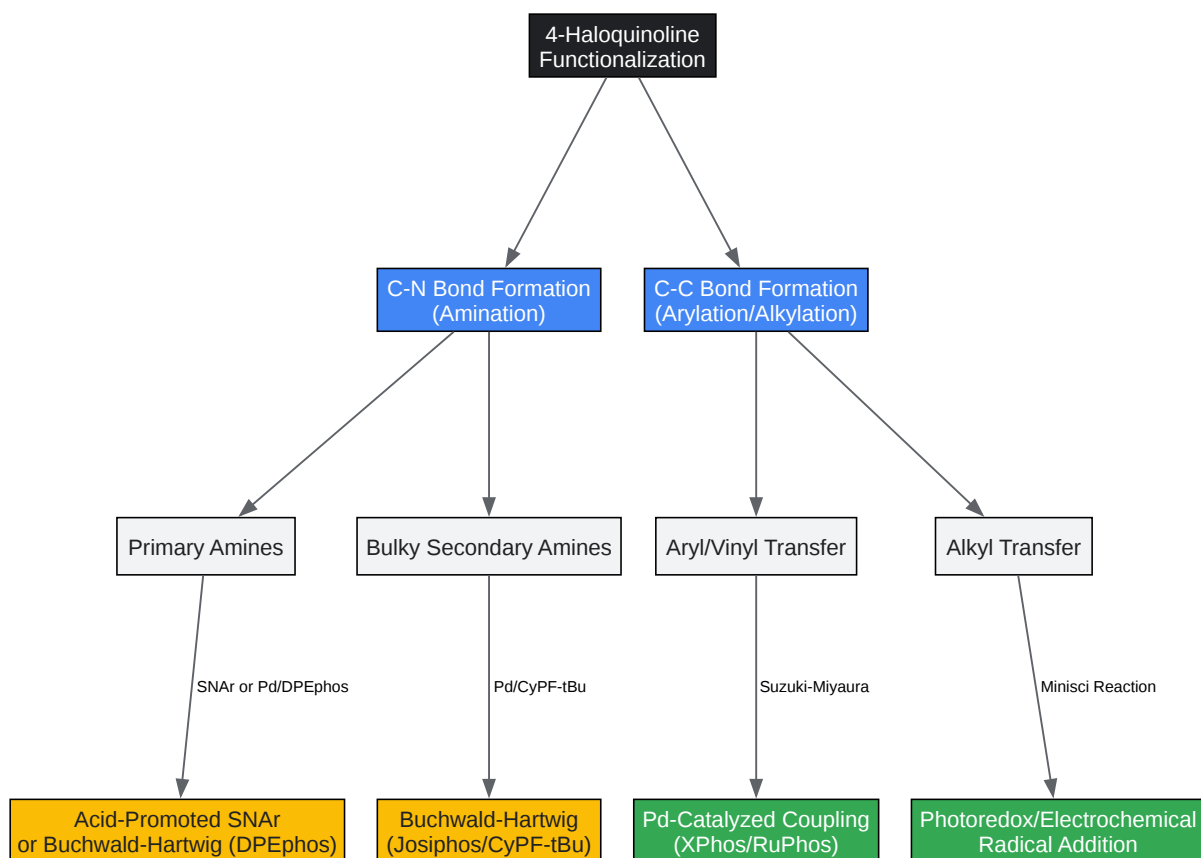 4-Haloquinoline
Functionalization
C-N Bond Formation
(Amination)
C-C Bond Formation
(Arylation/Alkylation)
Primary Amines
Bulky Secondary Amines
Aryl/Vinyl Transfer
Alkyl Transfer
SNAr or Pd/DPEphos
Pd/CyPF-tBu
Suzuki-Miyaura
Minisci Reaction
Acid-Promoted SNAr
or Buchwald-Hartwig (DPEphos)
Buchwald-Hartwig
(Josiphos/CyPF-tBu)
Pd-Catalyzed Coupling
(XPhos/RuPhos)
Photoredox/Electrochemical
Radical Addition